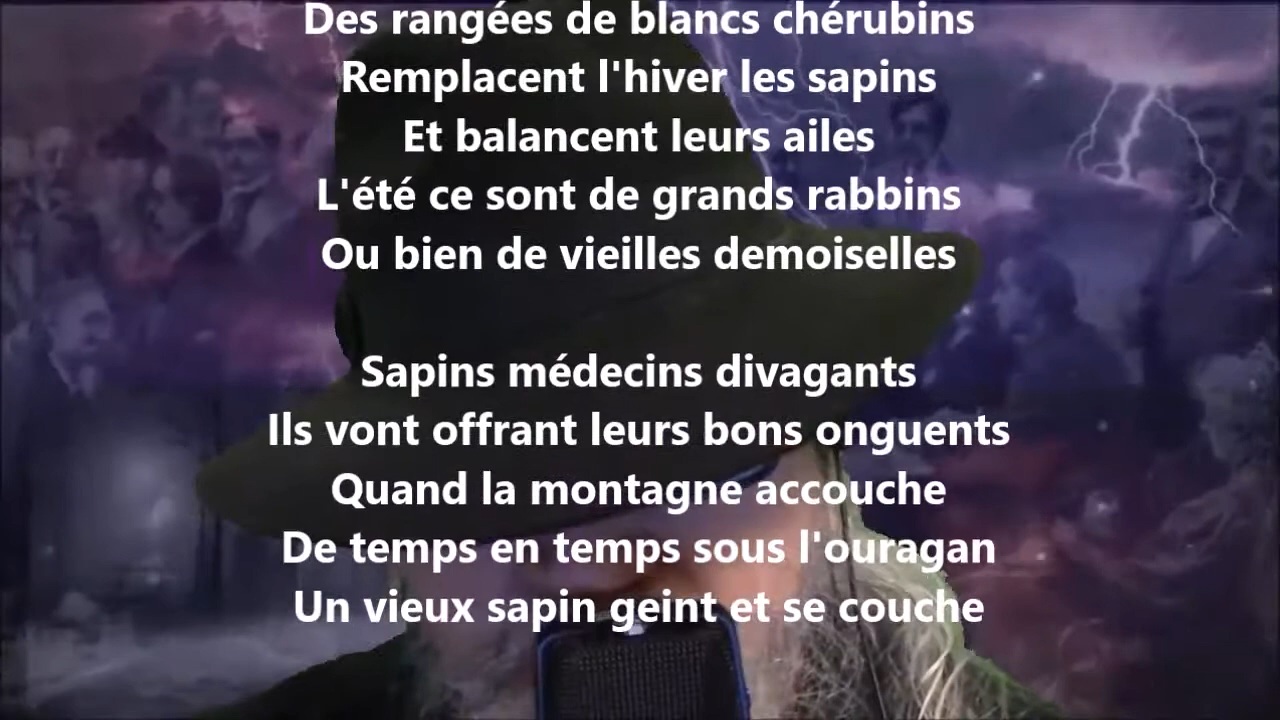 Des rangées de blancs chérubins
Remplacent l'hiver les sapins
Et balancent leurs ailes
L'été ce sont de grands rabbins
Ou bien de vieilles demoiselles
Sapins médecins divagants
Ils vont offrant leurs bons onguents
Quand la montagne accouche
De temps en temps sous l'ouragan
Un vieux sapin geint et se couche